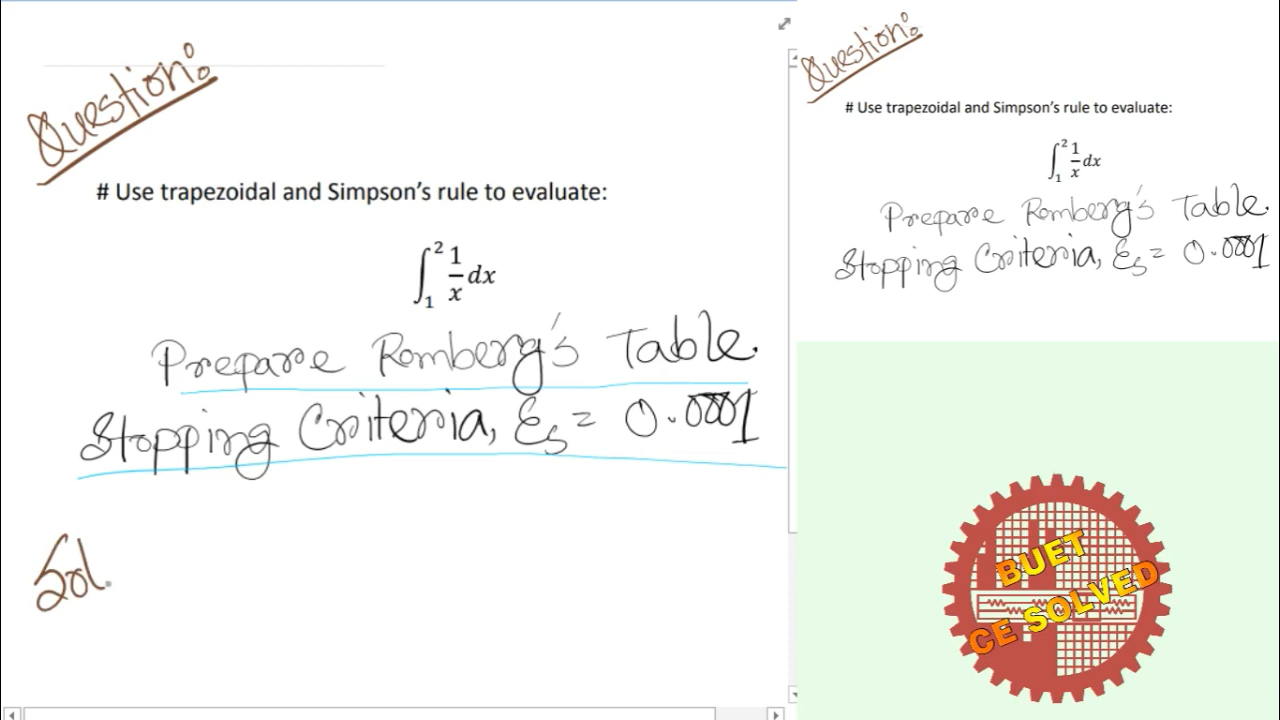 Question:
# Use trapezoidal and Simpson's rule to evaluate:
∫₁² 1/x dx
Prepare Romberg's Table.
Stopping Criteria, Es = 0.0001
Sol
Question:
# Use trapezoidal and Simpson's rule to evaluate:
∫₁² 1/x dx
Prepare Romberg's Table.
Stopping Criteria, Es = 0.0001
BUET
CE SOLVED